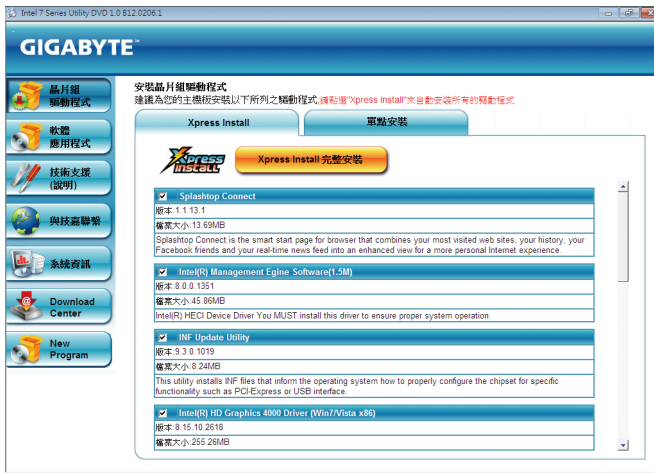 Intel 7 Series Utility DVD 1.0 B12.0206.1
GIGABYTE™
晶片組
驅動程式
軟體
應用程式
技術支援
(說明)
與技嘉聯繫
系統資訊
Download
Center
New
Program
安裝晶片組驅動程式
建議為您的主機板安裝以下所列之驅動程式,請點選"Xpress Install"來自動安裝所有的驅動程式
Xpress Install
單點安裝
Xpress
INSTALL
Xpress Install 完整安裝
Splashtop Connect
版本:1.1.13.1
檔案大小:13.69MB
Splashtop Connect is the smart start page for browser that combines your most visited web sites, your history, your
Facebook friends and your real-time news feed into an enhanced view for a more personal Internet experience.
Intel(R) Management Egine Software(1.5M)
版本:8.0.0.1351
檔案大小:45.86MB
Intel(R) HECI Device Driver You MUST install this driver to ensure proper system operation.
INF Update Utility
版本:9.3.0.1019
檔案大小:8.24MB
This utility installs INF files that inform the operating system how to properly configure the chipset for specific
functionality such as PCI-Express or USB interface.
Intel(R) HD Graphics 4000 Driver (Win7/Vista x86)
版本:8.15.10.2618
檔案大小:255.26MB